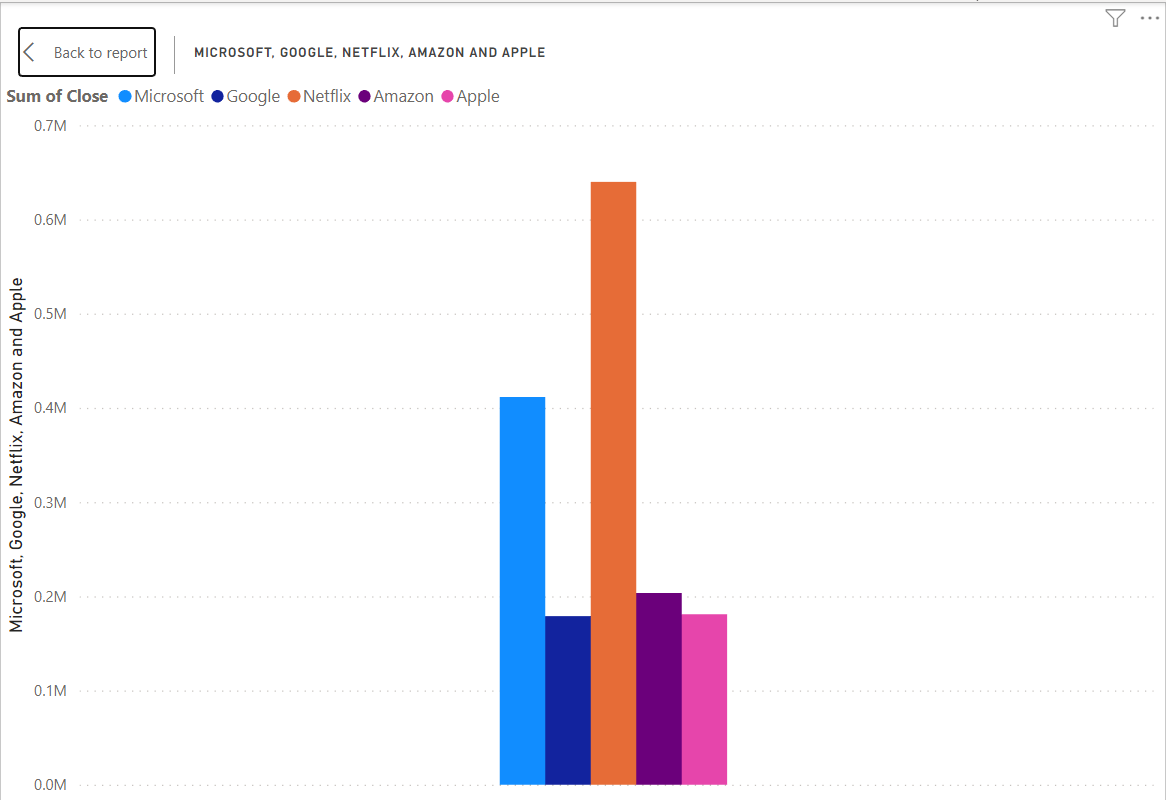 Back to report
MICROSOFT, GOOGLE, NETFLIX, AMAZON AND APPLE
Sum of Close Microsoft Google Netflix Amazon Apple
Microsoft, Google, Netflix, Amazon and Apple
0.7M
0.6M
0.5M
0.4M
0.3M
0.2M
0.1M
0.0M